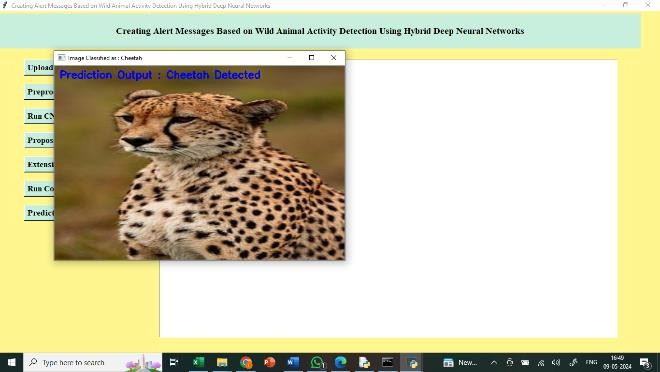 Creating Alert Messages Based on Wild Animal Activity Detection Using Hybrid Deep Neural Networks
Creating Alert Messages Based on Wild Animal Activity Detection Using Hybrid Deep Neural Networks
Image Classified as : Cheetah
Prediction Output : Cheetah Detected
Upload
Prepro
Run CN
Propos
Extensi
Run Co
Predict
Type here to search
New...
ENG
16:49
09-05-2024